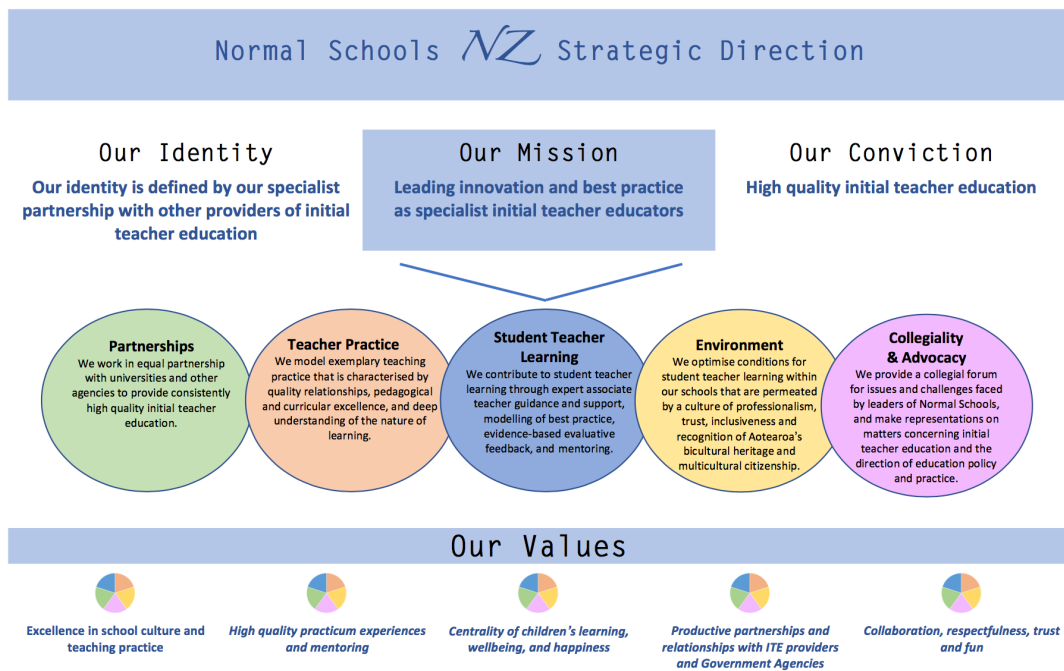 Normal Schools NZ Strategic Direction
Our Identity
Our identity is defined by our specialist
partnership with other providers of initial
teacher education
Our Mission
Leading innovation and best practice
as specialist initial teacher educators
Our Conviction
High quality initial teacher education
Partnerships
We work in equal partnership
with universities and other
agencies to provide consistently
high quality initial teacher
education.
Teacher Practice
We model exemplary teaching
practice that is characterised by
quality relationships, pedagogical
and curricular excellence, and deep
understanding of the nature of
learning.
Student Teacher
Learning
We contribute to student teacher
learning through expert associate
teacher guidance and support,
modelling of best practice,
evidence-based evaluative
feedback, and mentoring.
Environment
We optimise conditions for
student teacher learning within
our schools that are permeated
by a culture of professionalism,
trust, inclusiveness and
recognition of Aotearoa's
bicultural heritage and
multicultural citizenship.
Collegiality
& Advocacy
We provide a collegial forum
for issues and challenges faced
by leaders of Normal Schools,
and make representations on
matters concerning initial
teacher education and the
direction of education policy
and practice.
Our Values
Excellence in school culture and
teaching practice
High quality practicum experiences
and mentoring
Centrality of children's learning,
wellbeing, and happiness
Productive partnerships and
relationships with ITE providers
and Government Agencies
Collaboration, respectfulness, trust
and fun